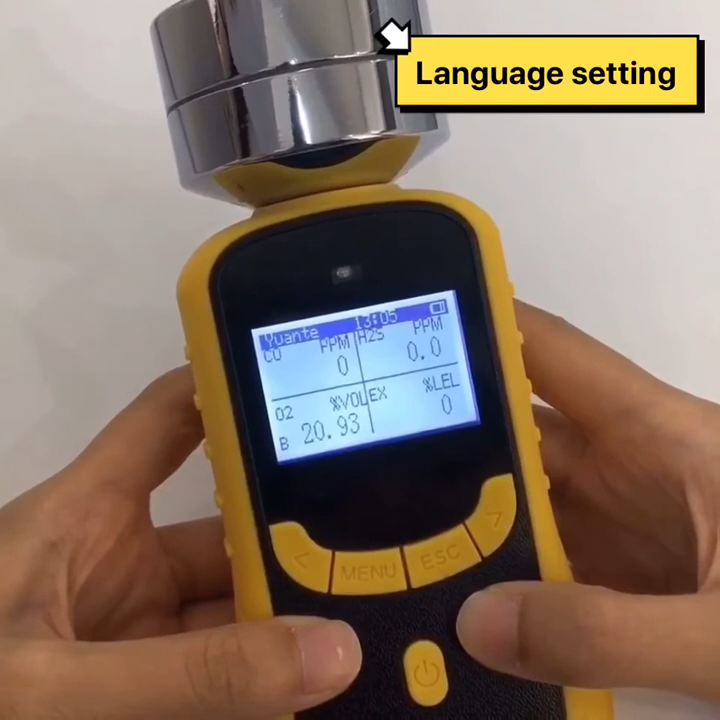 Language setting
Yuante 13:05
CO PPM H2S PPM
0 0.0
O2 %VOL EX %LEL
B 20.93 0
< MENU ESC >